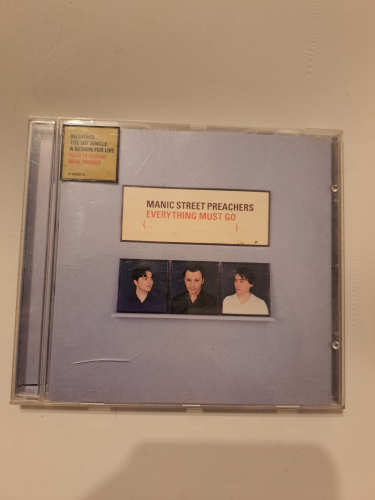 INCLUDES
THE HIT SINGLE
A DESIGN FOR LIFE
MANIC STREET PREACHERS
EVERYTHING MUST GO
( )